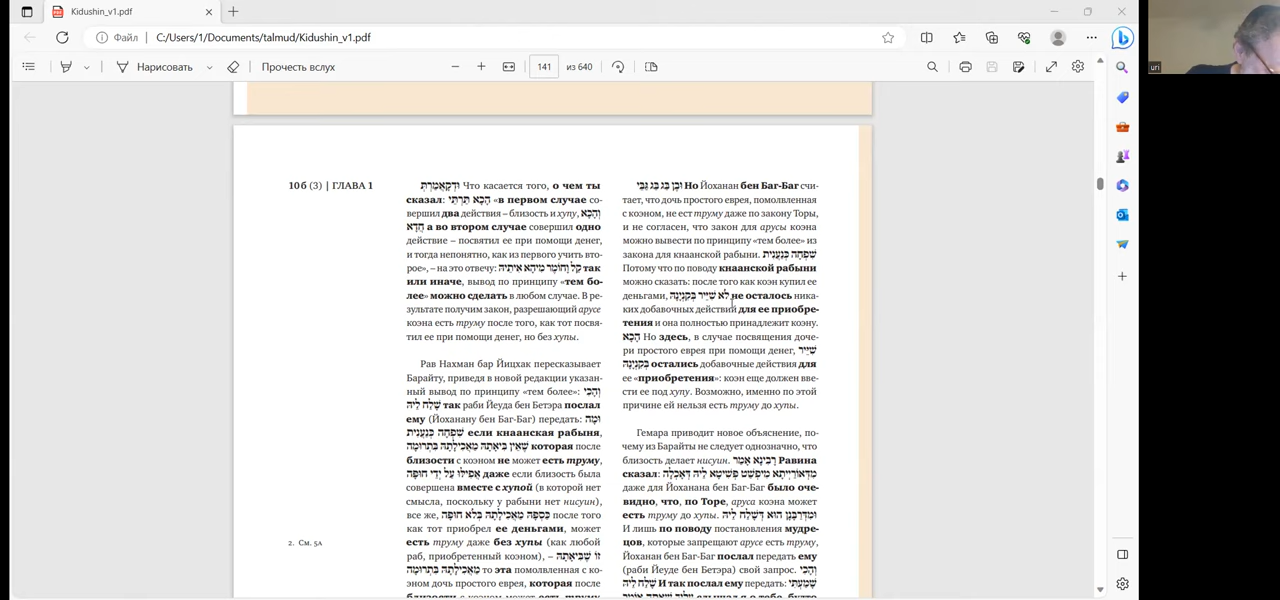 Kidushin_v1.pdf
Файл
C:/Users/1/Documents/talmud/Kidushin_v1.pdf
Нарисовать
Прочесть вслух
141
из 640
uri
10б (3) | ГЛАВА 1
וּדְקָאָמְרַתְּ Что касается того, о чем ты
сказал: הָכָא תַּרְתֵּי «в первом случае со-
вершил два действия – близость и хупу, וְהָכָא
חֲדָא а во втором случае совершил одно
действие – посвятил ее при помощи денег,
и тогда непонятно, как из первого учить вто-
рое», – на это отвечу: קַל וָחוֹמֶר מִיהָא אִיתֵיהּ так
или иначе, вывод по принципу «тем бо-
лее» можно сделать в любом случае. В ре-
зультате получим закон, разрешающий арусе
коэна есть труму после того, как тот посвя-
тил ее при помощи денег, но без хупы.
Рав Нахман бар Йицхак пересказывает
Барайту, приведя в новой редакции указан-
ный вывод по принципу «тем более»: וְהָכִי
שְׁלַח לֵיהּ так раби Йеуда бен Бетэра послал
ему (Йоханану бен Баг-Баг) передать: וּמָה
שִׁפְחָה כְּנַעֲנִית если кнаанская рабыня,
שֶׁאֵין בִּיאָתָהּ מַאֲכִילָתָהּ בִּתְרוּמָה которая после
близости с коэном не может есть труму,
אֲפִילּוּ עַל יְדֵי חוּפָּה даже если близость была
совершена вместе с хупой (в которой нет
смысла, поскольку у рабыни нет нисуин),
все же, כַּסְפָּהּ מַאֲכִילָתָהּ בְּלֹא חוּפָּה после того
как тот приобрел ее деньгами, может
есть труму даже без хупы (как любой
раб, приобретенный коэном), – זוֹ שֶׁבִּיאָתָהּ
מַאֲכִילָתָהּ בִּתְרוּמָה то эта помолвленная с ко-
эном дочь простого еврея, которая после
близости с коэном может есть труму
2. См. 5А
וּבֶן בַּג בַּג גַּבֵּי Но Йоханан бен Баг-Баг счи-
тает, что дочь простого еврея, помолвленная
с коэном, не ест труму даже по закону Торы,
и не согласен, что закон для арусы коэна
можно вывести по принципу «тем более» из
закона для кнаанской рабыни. שִׁפְחָה כְּנַעֲנִית
Потому что по поводу кнаанской рабыни
можно сказать: после того как коэн купил ее
деньгами, לֹא שִׁיֵּיר בְּקִנְיָנָהּ не осталось ника-
ких добавочных действий для ее приобре-
тения и она полностью принадлежит коэну.
הָכָא Но здесь, в случае посвящения доче-
ри простого еврея при помощи денег, שִׁיֵּיר
בְּקִנְיָנָהּ остались добавочные действия для
ее «приобретения»: коэн еще должен вве-
сти ее под хупу. Возможно, именно по этой
причине ей нельзя есть труму до хупы.
Гемара приводит новое объяснение, по-
чему из Барайты не следует однозначно, что
близость делает нисуин. רָבִינָא אָמַר Равина
сказал: מִדְּאוֹרָיְיתָא מִיפְשָׁט פְּשִׁיטָא לֵיהּ דְּאָכְלָה
даже для Йоханана бен Баг-Баг было оче-
видно, что, по Торе, аруса коэна может
есть труму до хупы. וּמִדְּרַבָּנַן הוּא דִּשְׁלַח לֵיהּ
И лишь по поводу постановления мудре-
цов, которые запрещают арусе есть труму,
Йоханан бен Баг-Баг послал передать ему
(раби Йеуде бен Бетэра) свой запрос. וְהָכִי
שְׁלַח לֵיהּ И так послал ему передать: שָׁמַעְתִּי